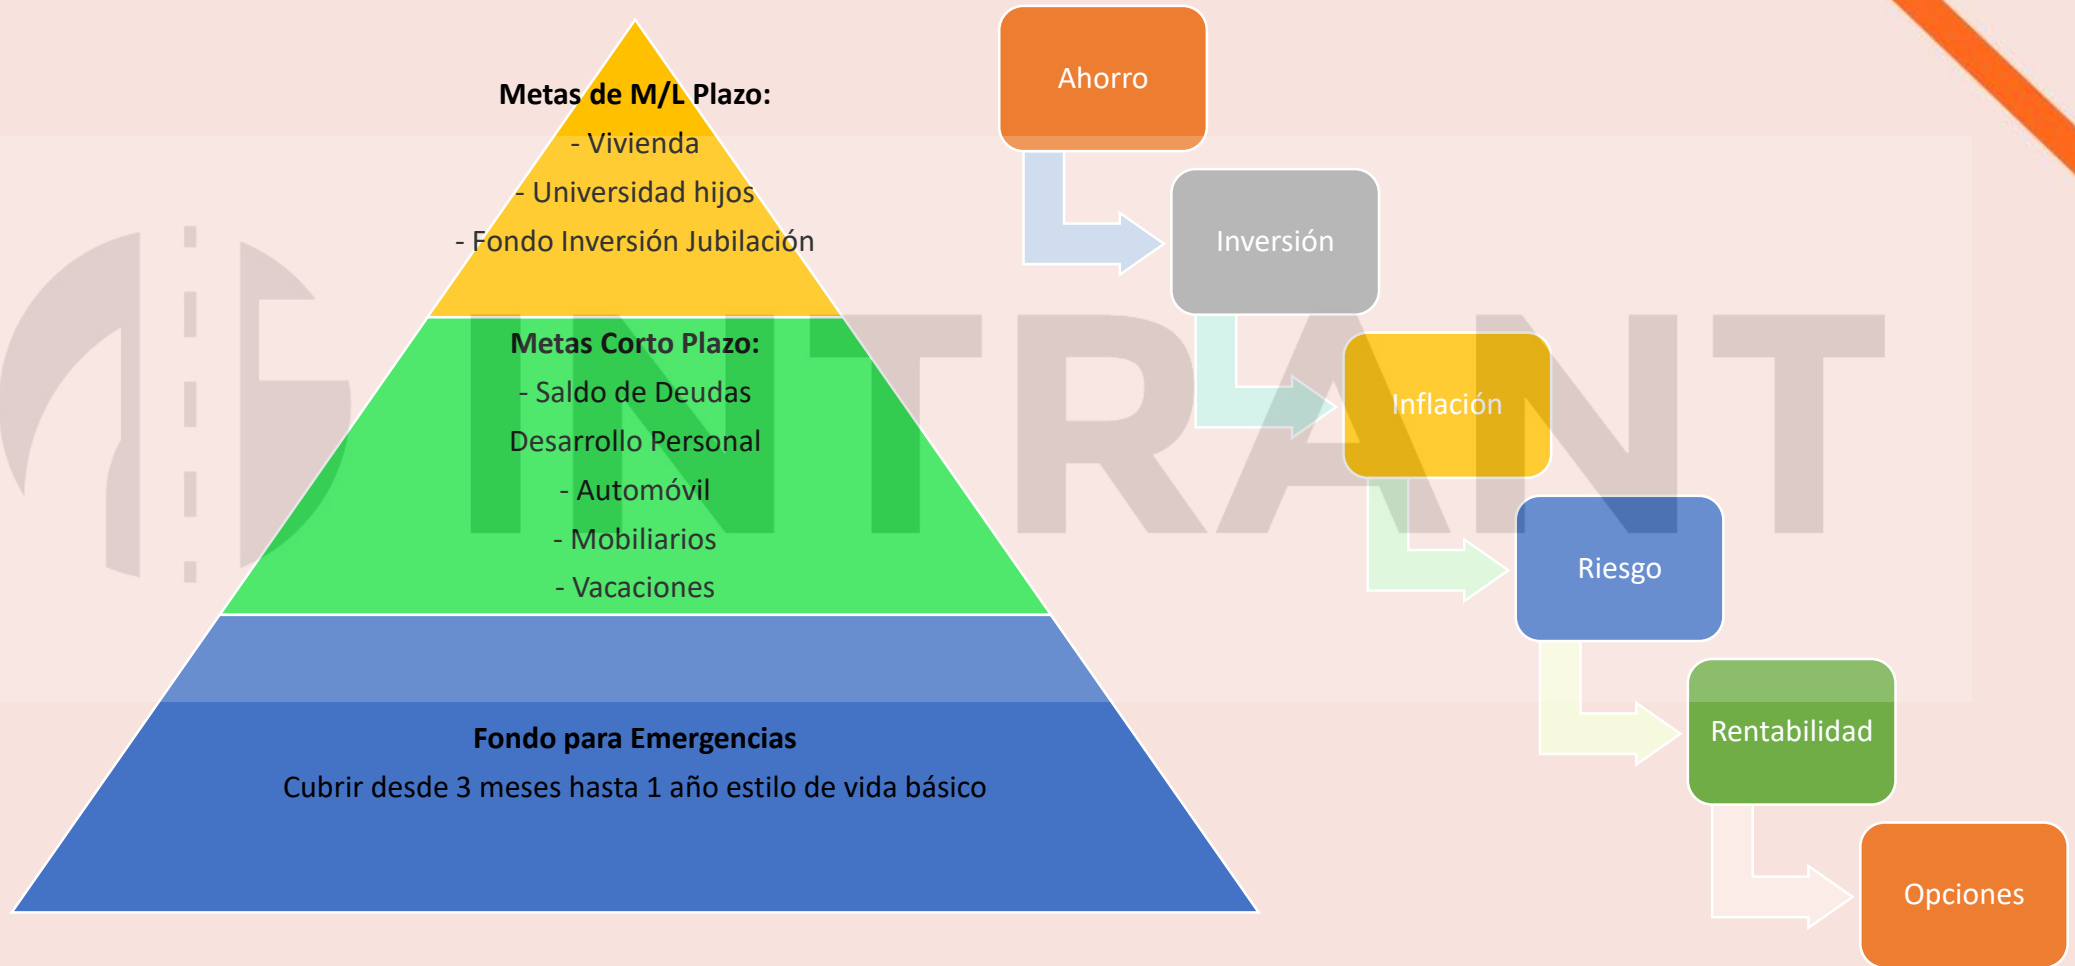 Metas de M/L Plazo:
- Vivienda
- Universidad hijos
- Fondo Inversión Jubilación
Metas Corto Plazo:
- Saldo de Deudas
Desarrollo Personal
- Automóvil
- Mobiliarios
- Vacaciones
Fondo para Emergencias
Cubrir desde 3 meses hasta 1 año estilo de vida básico
Ahorro
Inversión
Inflación
Riesgo
Rentabilidad
Opciones
INTRANT